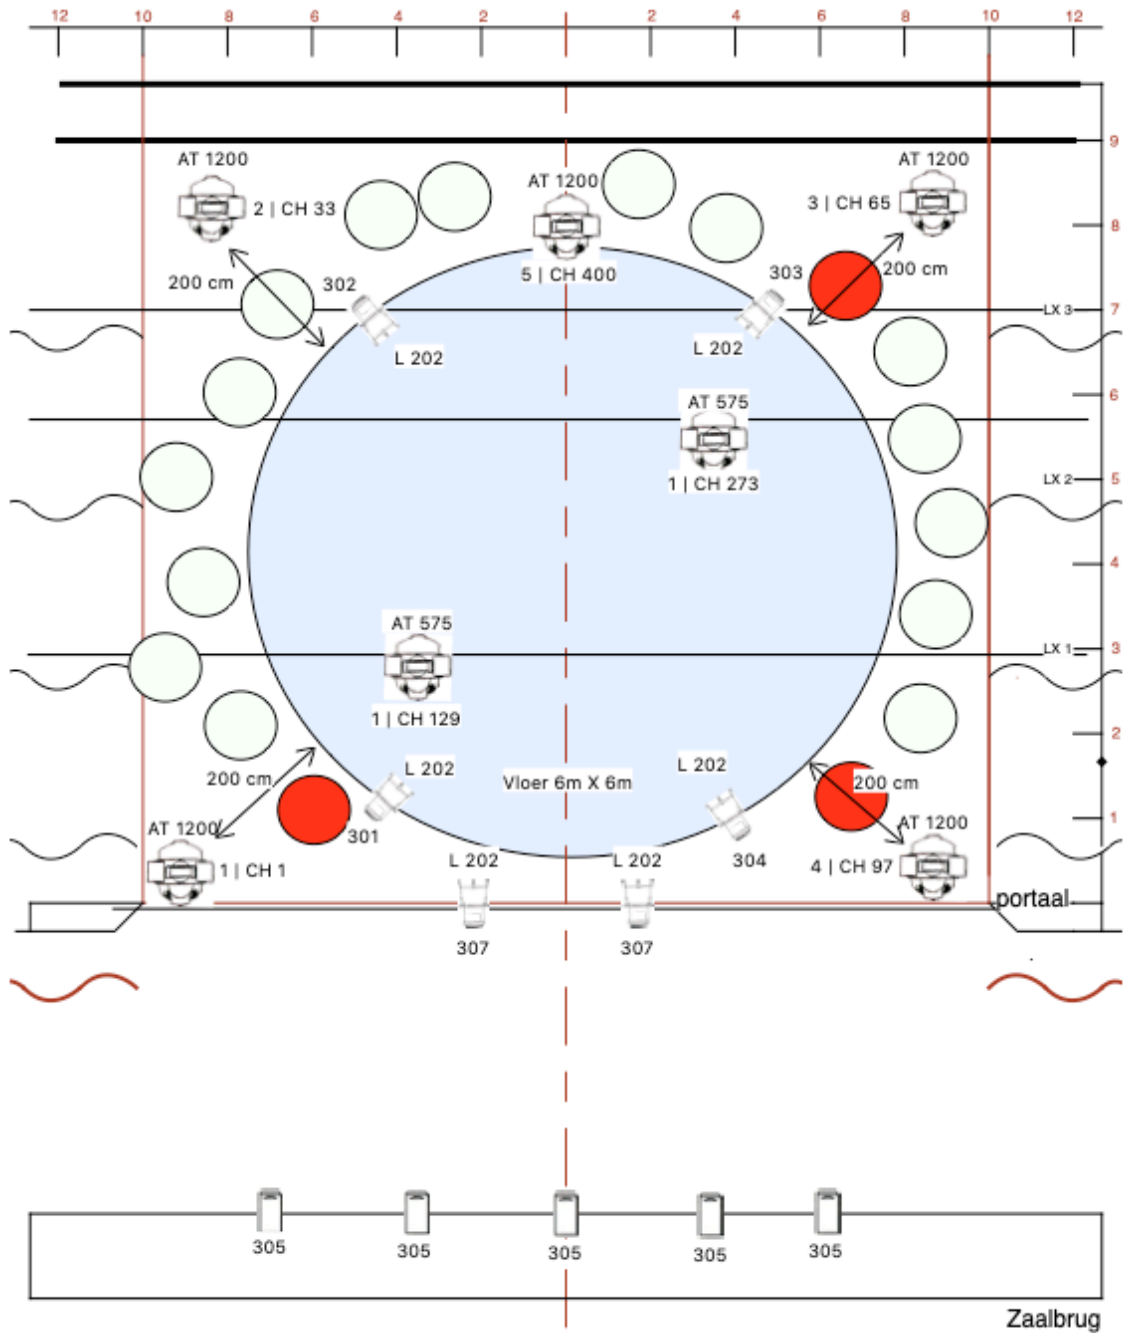 12 10 8 6 4 2 2 4 6 8 10 12
9
AT 1200
AT 1200
AT 1200
2 | CH 33
3 | CH 65
8
5 | CH 400
200 cm
302
303
200 cm
LX 3
7
L 202
L 202
6
AT 575
1 | CH 273
LX 2
5
4
AT 575
LX 1
3
1 | CH 129
2
L 202
L 202
200 cm
Vloer 6m X 6m
200 cm
AT 1200
301
AT 1200
1
L 202
L 202
304
1 | CH 1
4 | CH 97
portaal
307
307
305
305
305
305
305
Zaalbrug